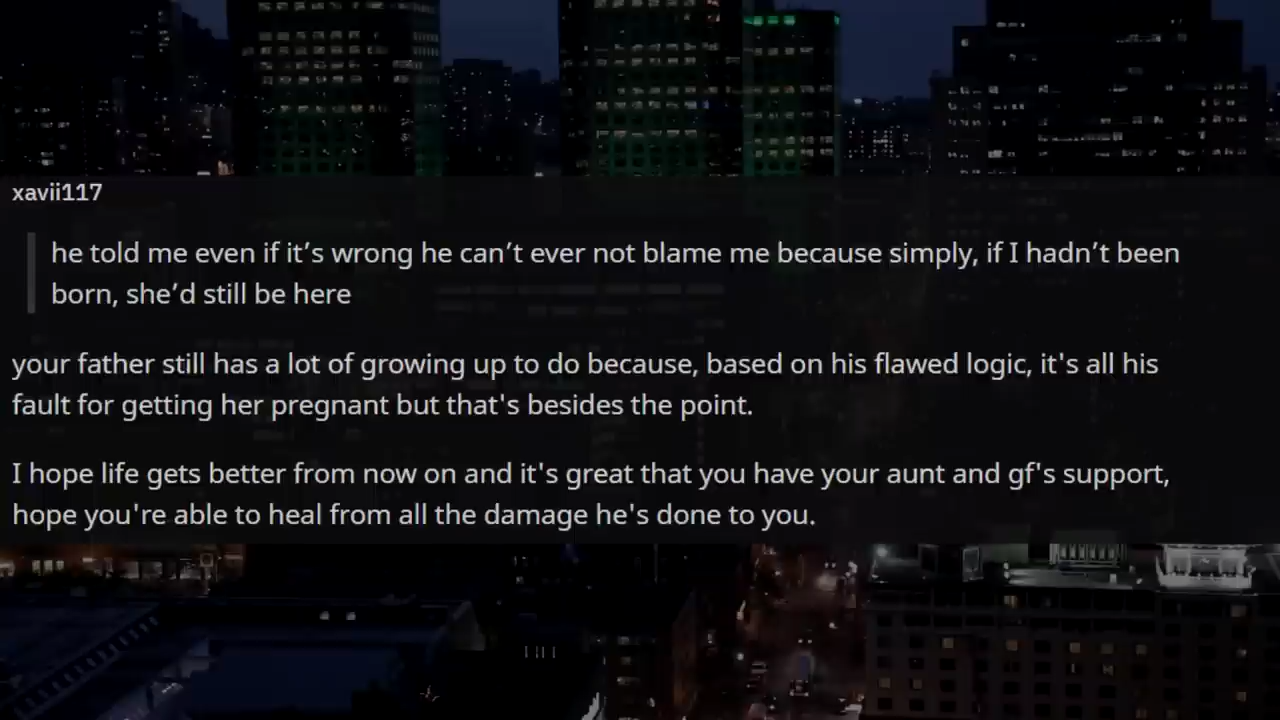 xavii117
he told me even if it’s wrong he can’t ever not blame me because simply, if I hadn’t been
born, she’d still be here
your father still has a lot of growing up to do because, based on his flawed logic, it's all his
fault for getting her pregnant but that's besides the point.
I hope life gets better from now on and it's great that you have your aunt and gf's support,
hope you're able to heal from all the damage he's done to you.